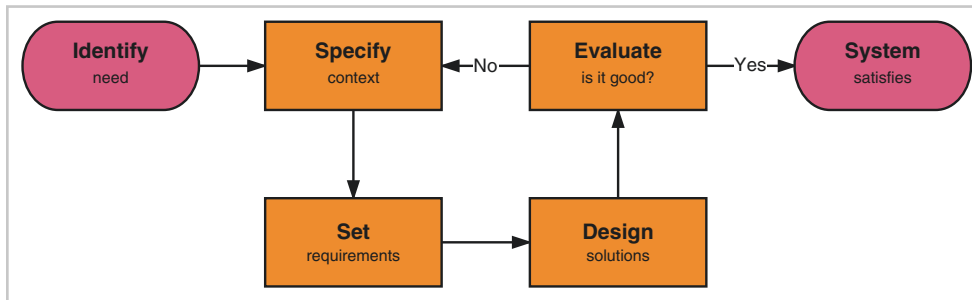 Identify
need
Specify
context
No
Evaluate
is it good?
Yes
System
satisfies
Set
requirements
Design
solutions